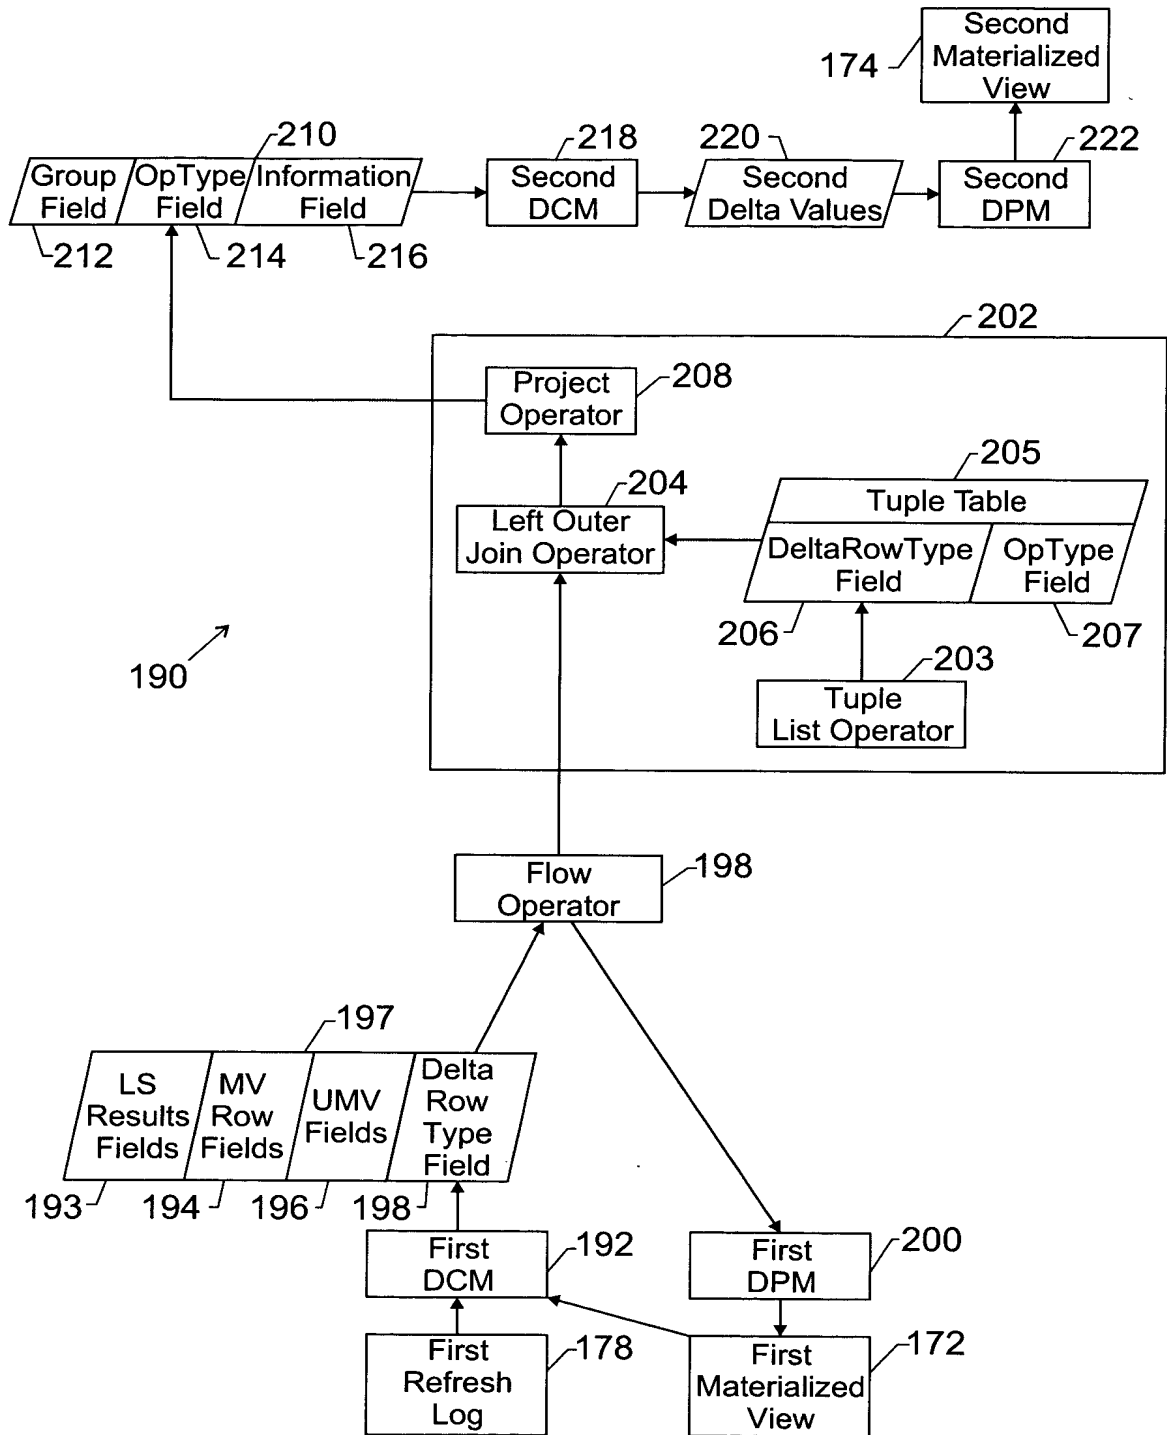 Second
Materialized
View
174
210
218
220
222
Group
Field
OpType
Field
Information
Field
Second
DCM
Second
Delta Values
Second
DPM
212
214
216
202
Project
Operator
208
205
204
Tuple Table
Left Outer
Join Operator
DeltaRowType
Field
OpType
Field
206
207
190
203
Tuple
List Operator
Flow
Operator
198
197
LS
Results
Fields
MV
Row
Fields
UMV
Fields
Delta
Row
Type
Field
193
194
196
198
First
DCM
192
First
DPM
200
First
Refresh
Log
178
First
Materialized
View
172